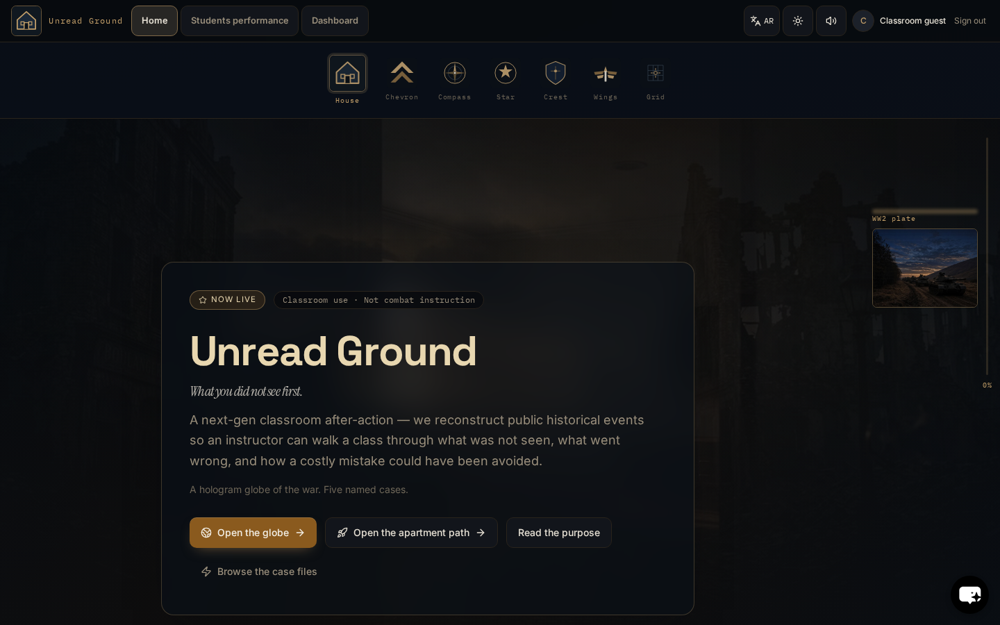 Unread Ground
Home
Students performance
Dashboard
AR
C
Classroom guest
Sign out
House
Chevron
Compass
Star
Crest
Wings
Grid
WW2 plate
0%
NOW LIVE
Classroom use · Not combat instruction
Unread Ground
What you did not see first.
A next-gen classroom after-action — we reconstruct public historical events
so an instructor can walk a class through what was not seen, what went
wrong, and how a costly mistake could have been avoided.
A hologram globe of the war. Five named cases.
Open the globe
Open the apartment path
Read the purpose
Browse the case files